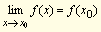 lim f(x) = f(x₀)
x→x₀